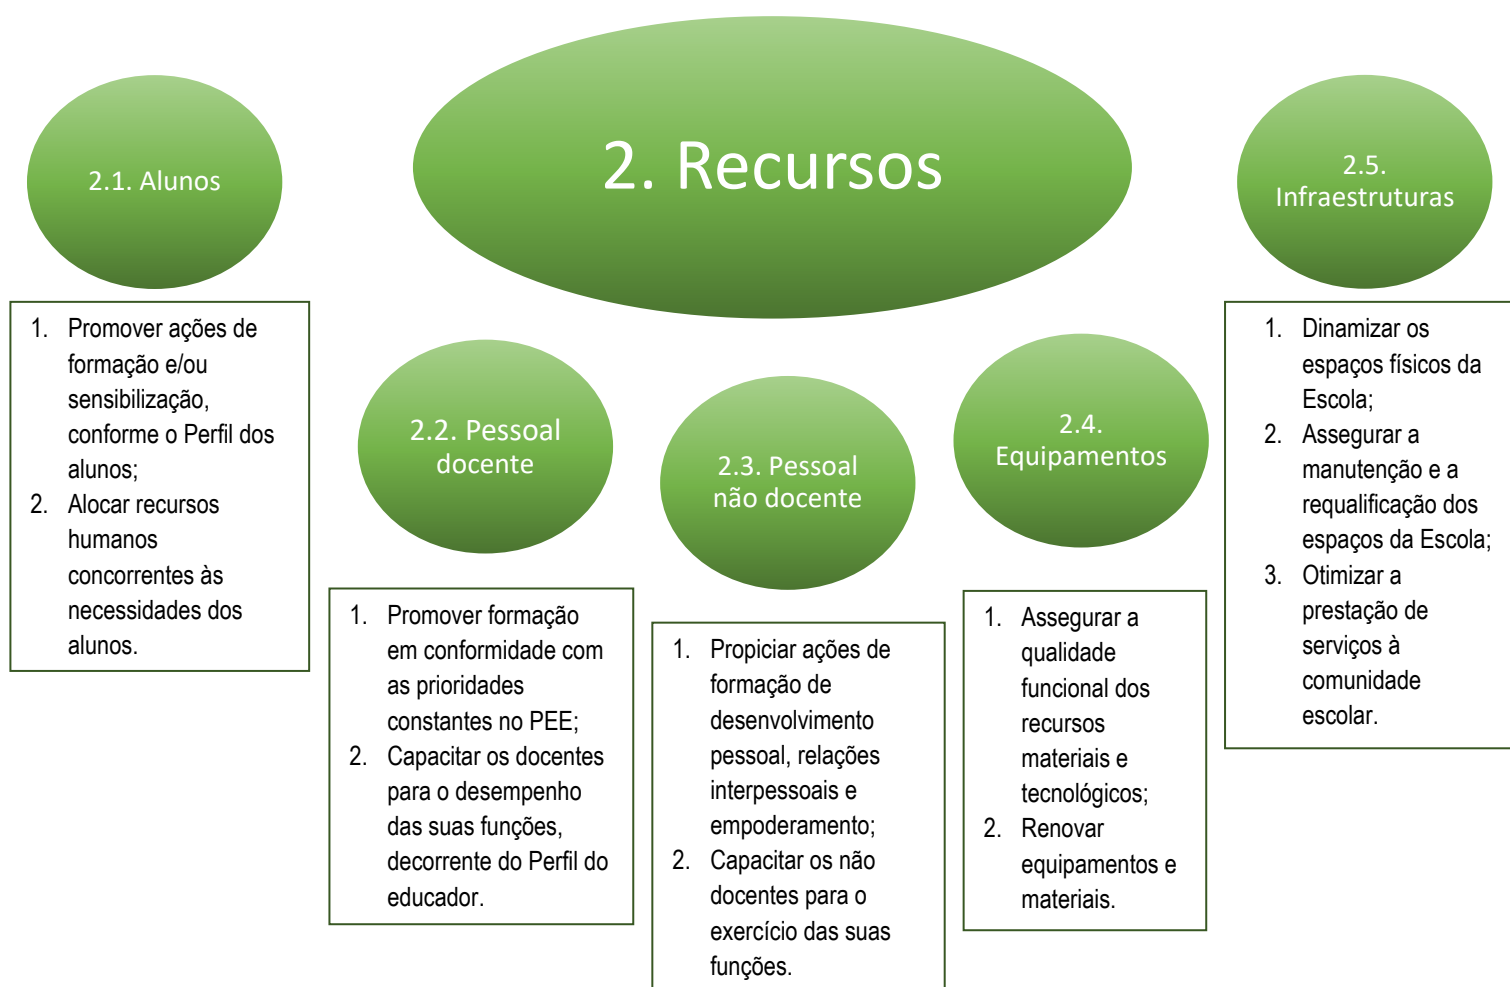 2. Recursos
2.1. Alunos
1. Promover ações de
formação e/ou
sensibilização,
conforme o Perfil dos
alunos;
2. Alocar recursos
humanos
concorrentes às
necessidades dos
alunos.
2.2. Pessoal
docente
1. Promover formação
em conformidade com
as prioridades
constantes no PEE;
2. Capacitar os docentes
para o desempenho
das suas funções,
decorrente do Perfil do
educador.
2.3. Pessoal
não docente
1. Propiciar ações de
formação de
desenvolvimento
pessoal, relações
interpessoais e
empoderamento;
2. Capacitar os não
docentes para o
exercício das suas
funções.
2.4.
Equipamentos
1. Assegurar a
qualidade
funcional dos
recursos
materiais e
tecnológicos;
2. Renovar
equipamentos e
materiais.
2.5.
Infraestruturas
1. Dinamizar os
espaços físicos da
Escola;
2. Assegurar a
manutenção e a
requalificação dos
espaços da Escola;
3. Otimizar a
prestação de
serviços à
comunidade
escolar.